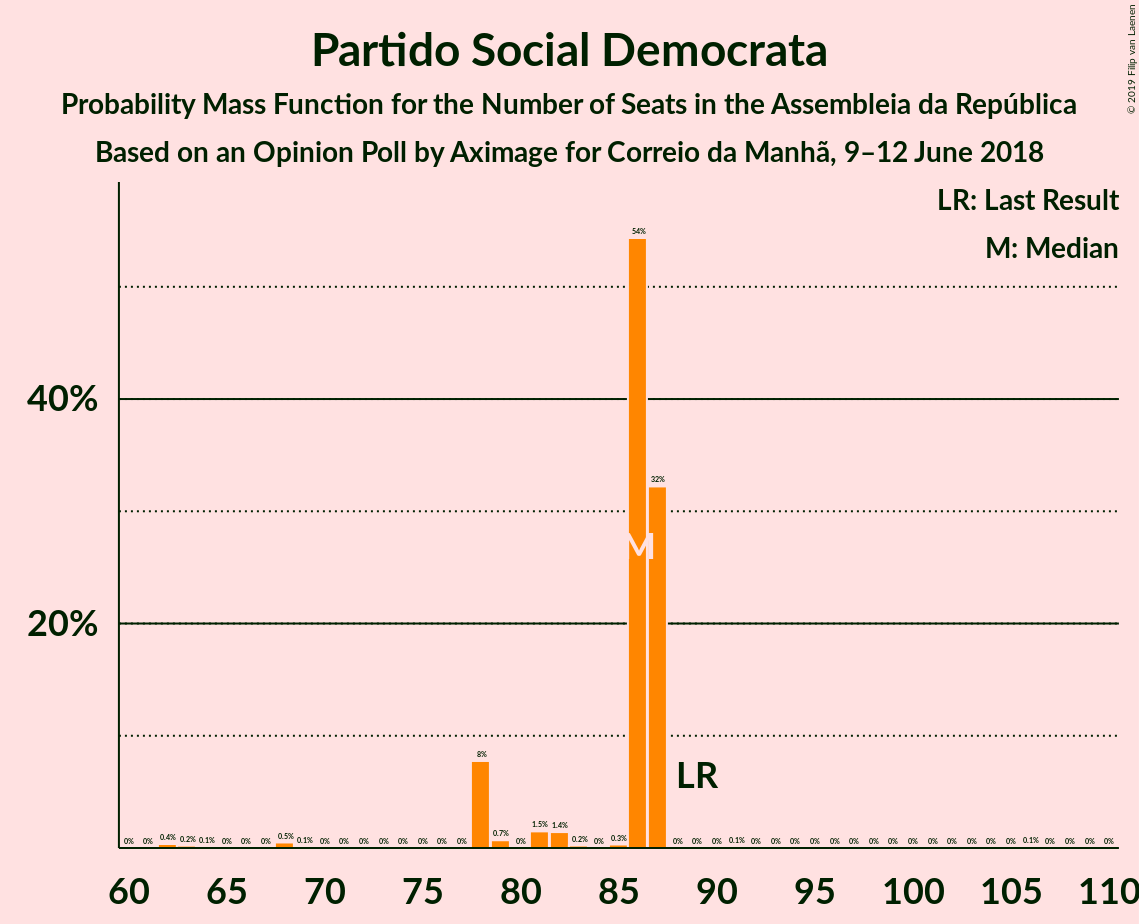 Partido Social Democrata
Probability Mass Function for the Number of Seats in the Assembleia da República
Based on an Opinion Poll by Aximage for Correio da Manhã, 9–12 June 2018
© 2019 Filip van Laenen
LR: Last Result
M: Median
40%
20%
0% 0% 0.4% 0.2% 0.1% 0% 0% 0% 0.5% 0.1% 0% 0% 0% 0% 0% 0% 0% 0% 8% 0.7% 0% 1.5% 1.4% 0.2% 0% 0.3% 54% 32% 0% 0% 0% 0.1% 0% 0% 0% 0% 0% 0% 0% 0% 0% 0% 0% 0% 0% 0% 0.1% 0% 0% 0% 0%
M
LR
60 65 70 75 80 85 90 95 100 105 110